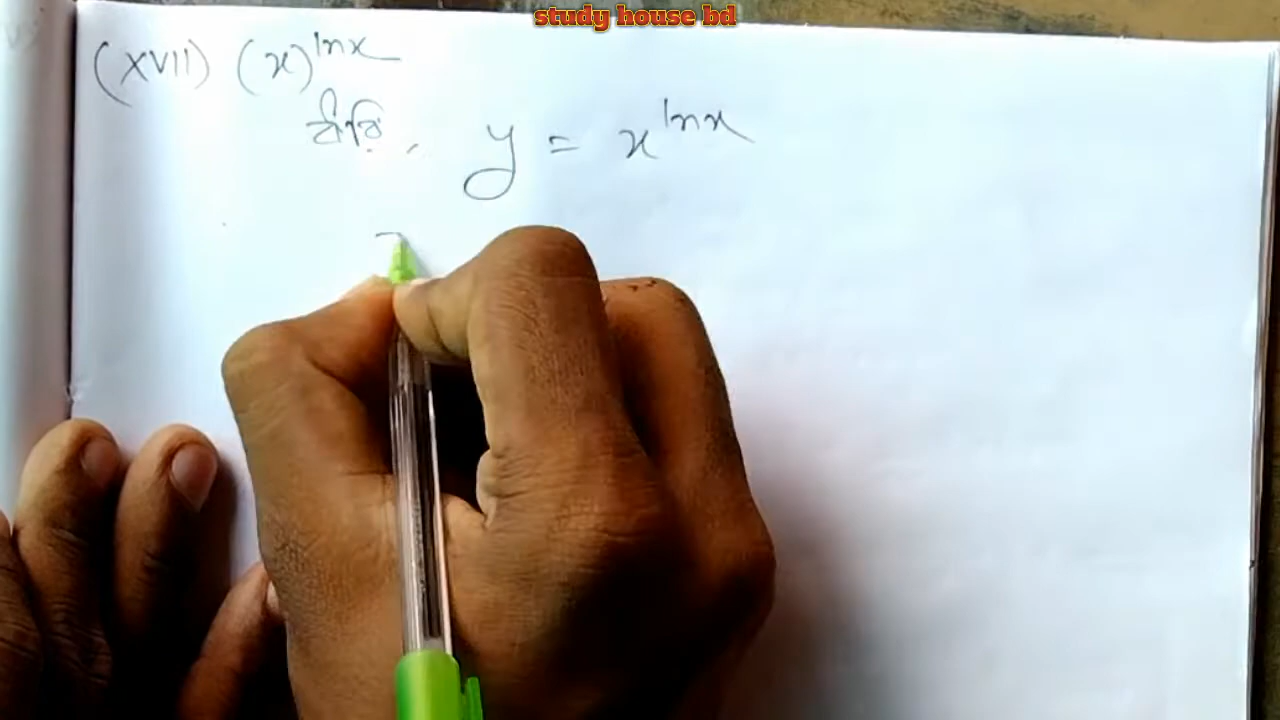 study house bd
(XVII) (x)^lnx
ধরি, y = x^lnx